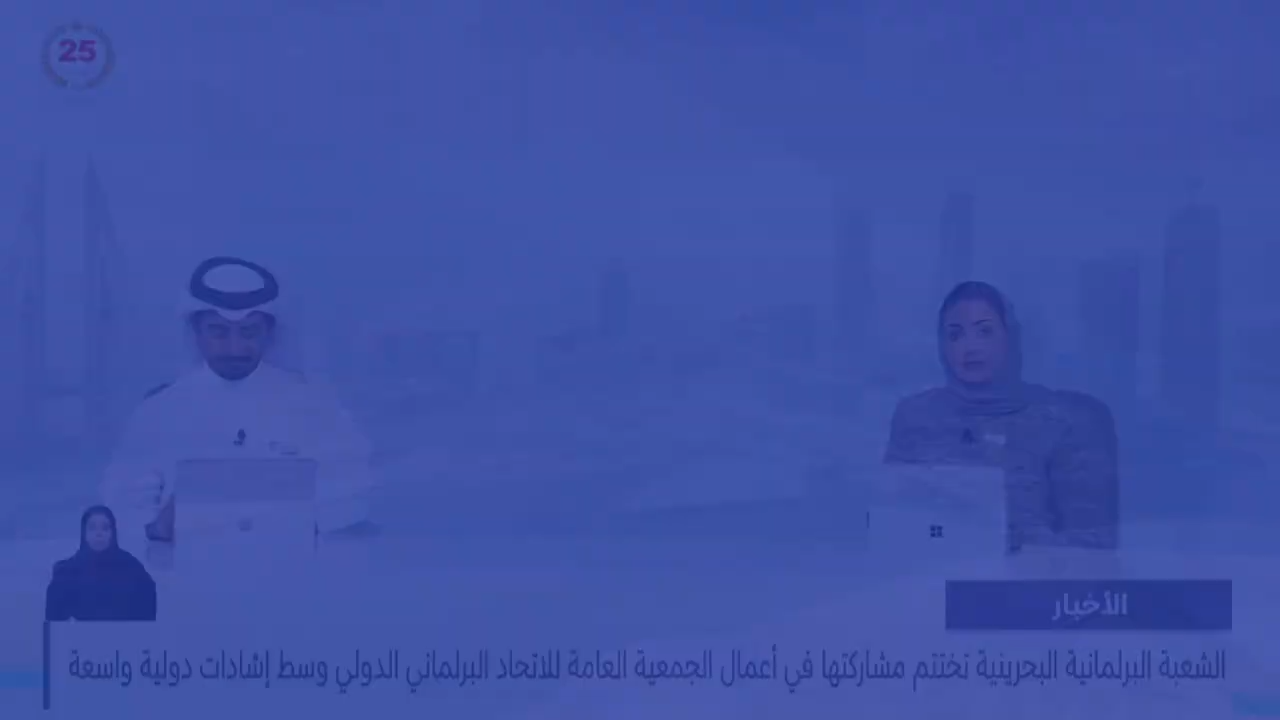 25
الأخبار
الشعبة البرلمانية البحرينية تختتم مشاركتها في أعمال الجمعية العامة للاتحاد البرلماني الدولي وسط إشادات دولية واسعة